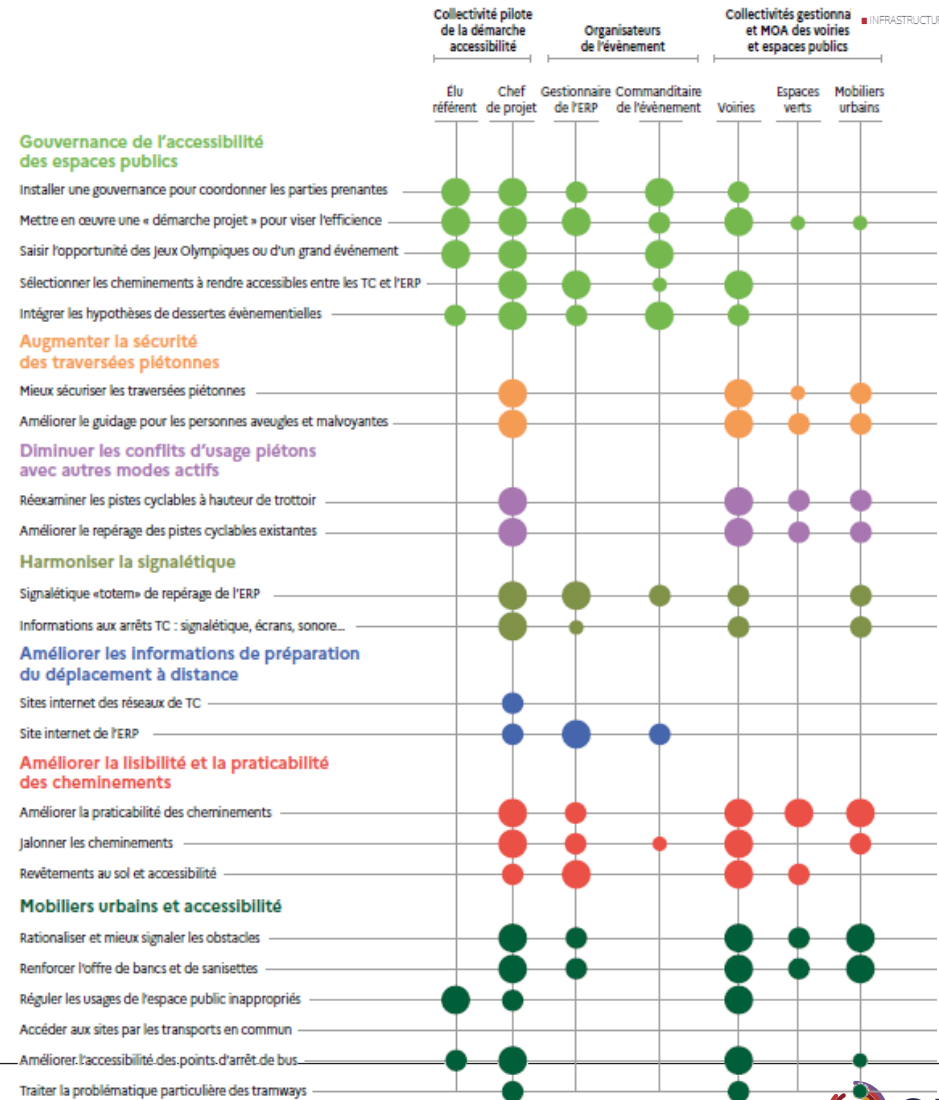 Collectivité pilote
de la démarche
accessibilité
Organisateurs
de l'évènement
Collectivités gestionna
et MOA des voiries
et espaces publics
INFRASTRUCTUR
Élu
référent
Chef
de projet
Gestionnaire
de l'ERP
Commanditaire
de l'évènement
Voiries
Espaces
verts
Mobiliers
urbains
Gouvernance de l'accessibilité
des espaces publics
Installer une gouvernance pour coordonner les parties prenantes
Mettre en œuvre une « démarche projet » pour viser l'efficience
Saisir l'opportunité des Jeux Olympiques ou d'un grand événement
Sélectionner les cheminements à rendre accessibles entre les TC et l'ERP
Intégrer les hypothèses de dessertes évènementielles
Augmenter la sécurité
des traversées piétonnes
Mieux sécuriser les traversées piétonnes
Améliorer le guidage pour les personnes aveugles et malvoyantes
Diminuer les conflits d'usage piétons
avec autres modes actifs
Réexaminer les pistes cyclables à hauteur de trottoir
Améliorer le repérage des pistes cyclables existantes
Harmoniser la signalétique
Signalétique «totem» de repérage de l'ERP
Informations aux arrêts TC : signalétique, écrans, sonore...
Améliorer les informations de préparation
du déplacement à distance
Sites internet des réseaux de TC
Site internet de l'ERP
Améliorer la lisibilité et la praticabilité
des cheminements
Améliorer la praticabilité des cheminements
Jalonner les cheminements
Revêtements au sol et accessibilité
Mobiliers urbains et accessibilité
Rationaliser et mieux signaler les obstacles
Renforcer l'offre de bancs et de sanisettes
Réguler les usages de l'espace public inappropriés
Accéder aux sites par les transports en commun
Améliorer l'accessibilité des points d'arrêt de bus
Traiter la problématique particulière des tramways